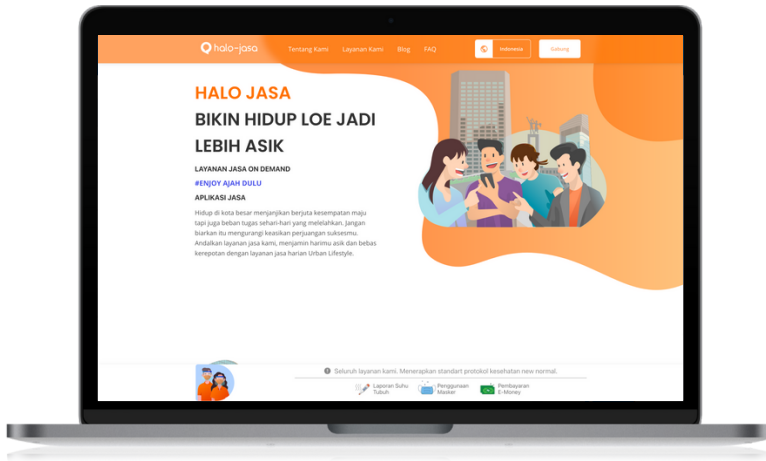 halo-jasa
Tentang Kami Layanan Kami Blog FAQ
Indonesia
Gabung
HALO JASA
BIKIN HIDUP LOE JADI
LEBIH ASIK
LAYANAN JASA ON DEMAND
#ENJOY AJAH DULU
APLIKASI JASA
Hidup di kota besar menjanjikan berjuta kesempatan maju
tapi juga beban tugas sehari-hari yang melelahkan. Jangan
biarkan itu mengurangi keasikan perjuangan suksesmu.
Andalkan layanan jasa kami, menjamin harimu asik dan bebas
kerepotan dengan layanan jasa harian Urban Lifestyle.
Seluruh layanan kami. Menerapkan standart protokol kesehatan new normal.
Laporan Suhu
Tubuh
Penggunaan
Masker
Pembayaran
E-Money